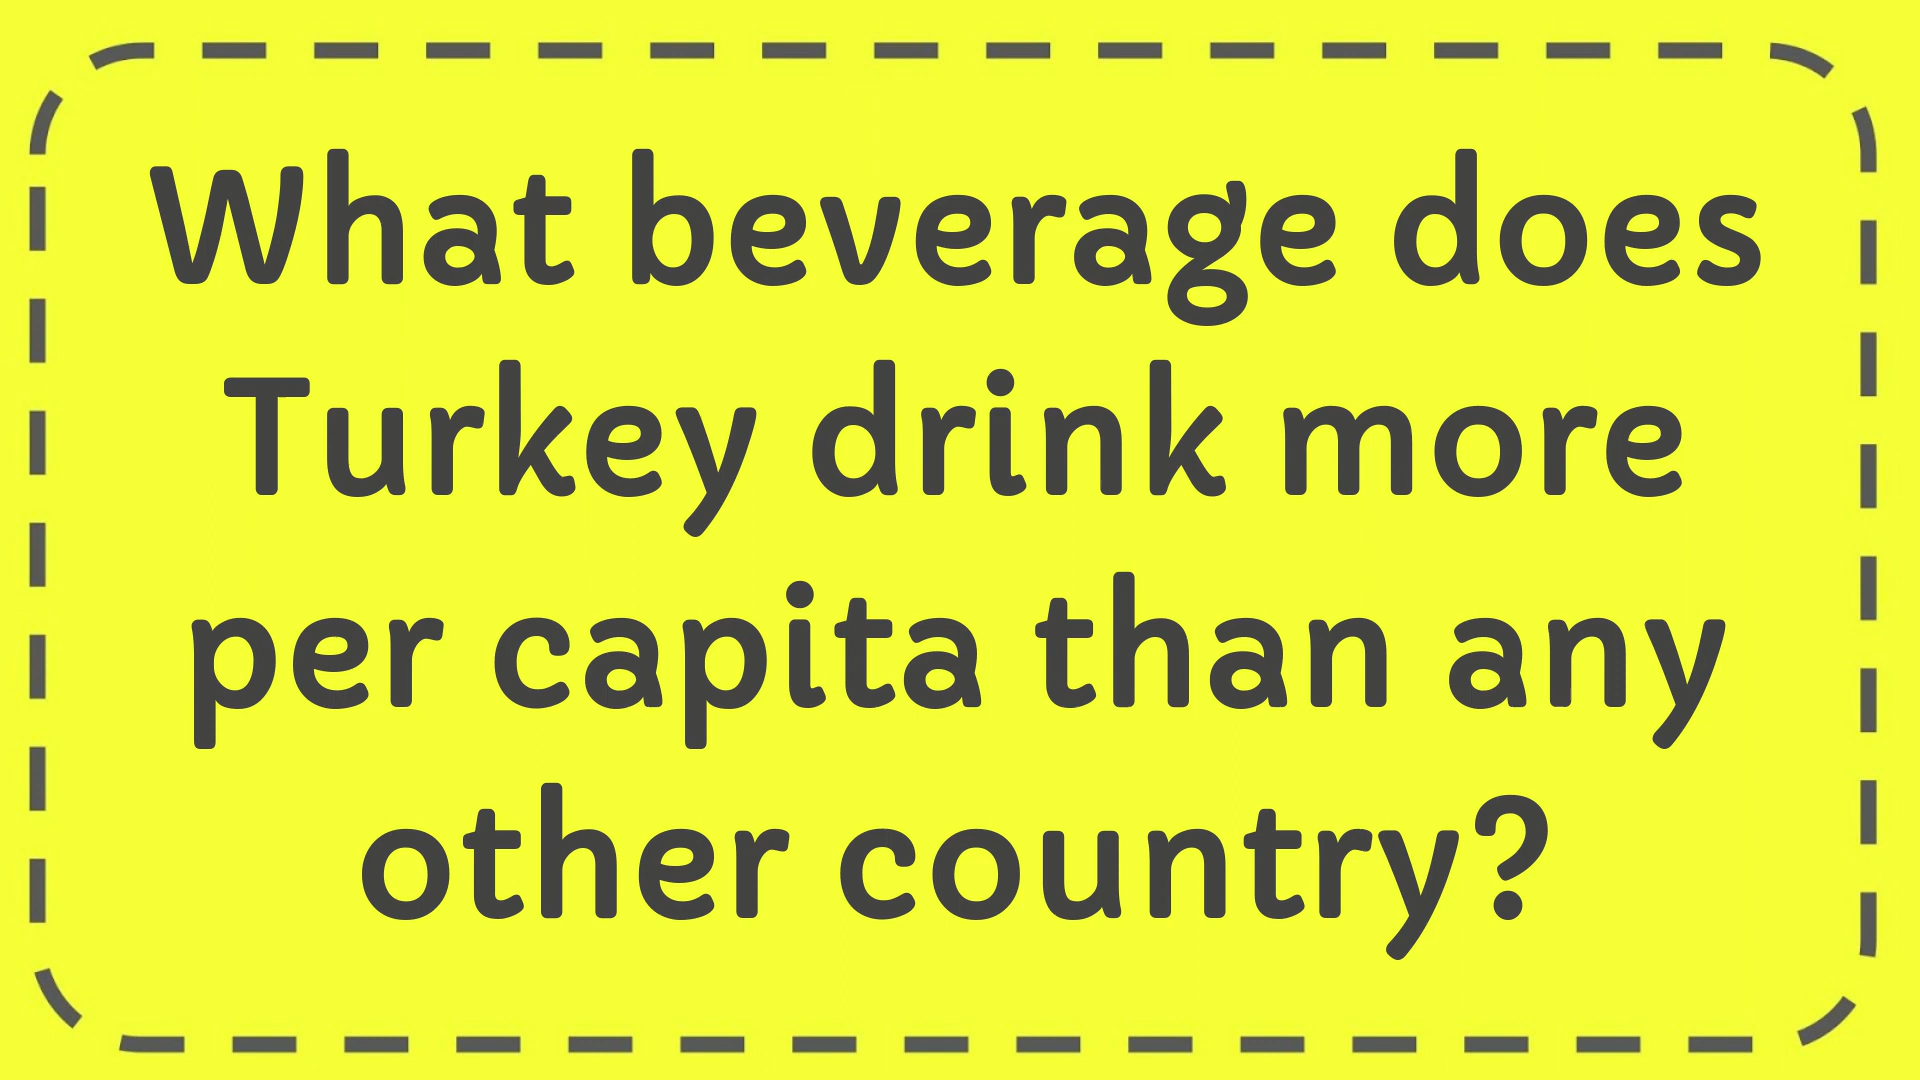 What beverage does
Turkey drink more
per capita than any
other country?